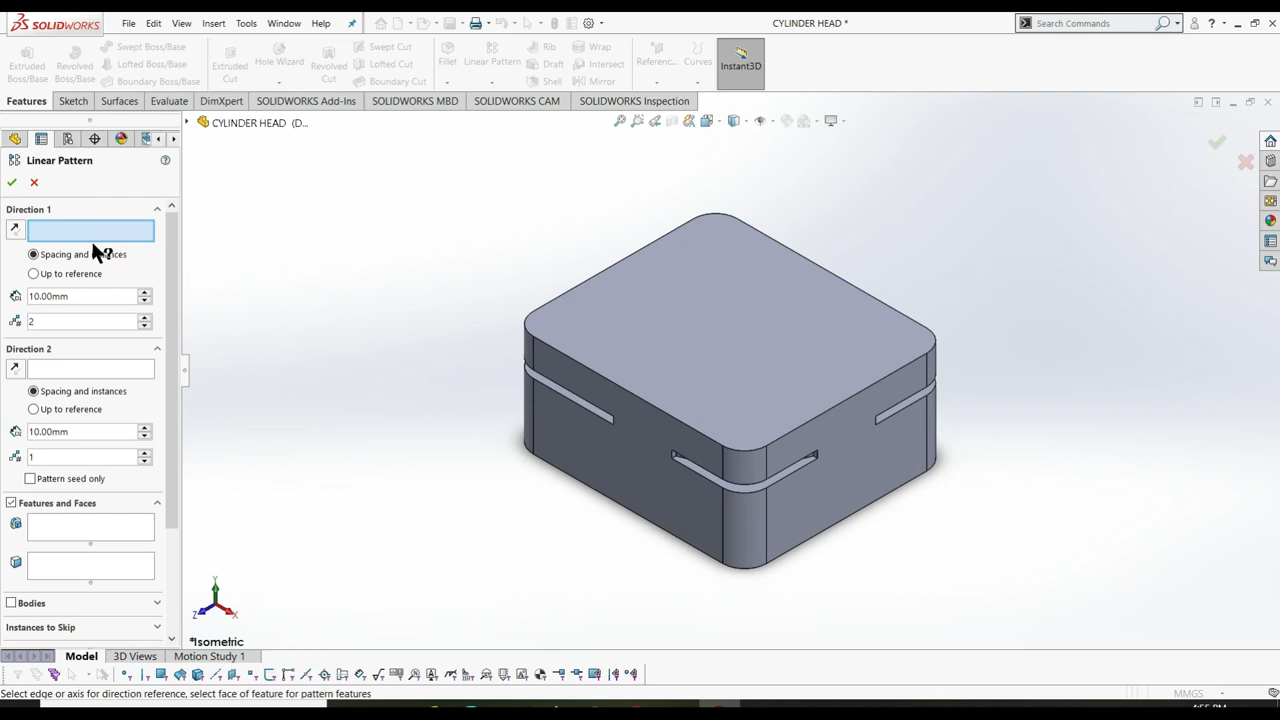 SOLIDWORKS File Edit View Insert Tools Window Help CYLINDER HEAD * Search Commands
Extruded Boss/Base Revolved Boss/Base Swept Boss/Base Lofted Boss/Base Boundary Boss/Base Extruded Cut Hole Wizard Revolved Cut Swept Cut Lofted Cut Boundary Cut Fillet Linear Pattern Rib Draft Shell Wrap Intersect Mirror Referenc... Curves Instant3D
Features Sketch Surfaces Evaluate DimXpert SOLIDWORKS Add-Ins SOLIDWORKS MBD SOLIDWORKS CAM SOLIDWORKS Inspection
CYLINDER HEAD (D...
Linear Pattern
Direction 1
Spacing and
Up to reference
10.00mm
2
Direction 2
Spacing and instances
Up to reference
10.00mm
1
Pattern seed only
Features and Faces
Bodies
Instances to Skip
Y
Z X
*Isometric
Model 3D Views Motion Study 1
Select edge or axis for direction reference, select face of feature for pattern features MMGS